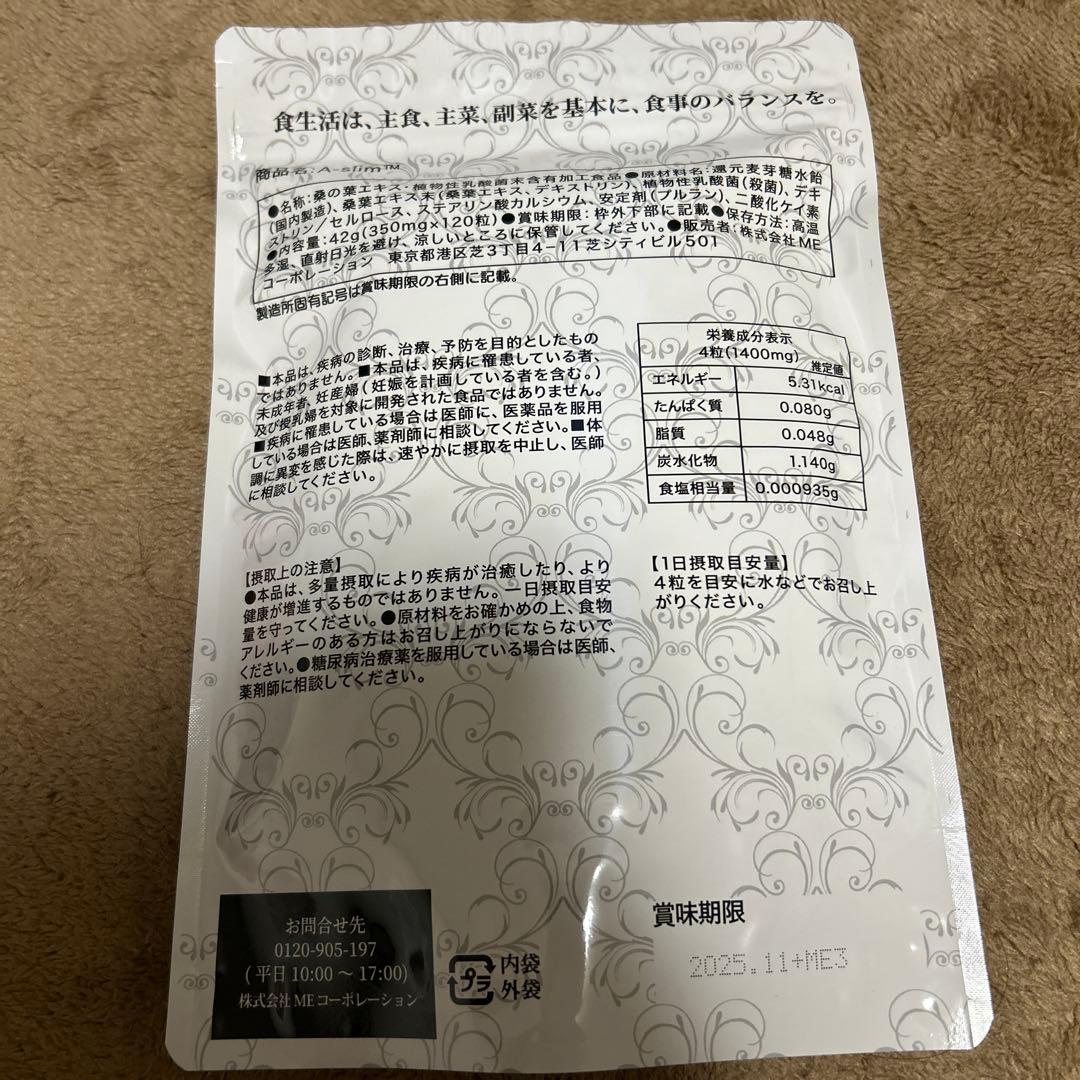 食生活は、主食、主菜、副菜を基本に、食事のバランスを。
商品名:A-slim™
●名称:桑の葉エキス・植物性乳酸菌末含有加工食品●原材料名:還元麦芽糖水飴
(国内製造)、桑葉エキス末(桑葉エキス、デキストリン)、植物性乳酸菌(殺菌)、デキ
ストリン/セルロース、ステアリン酸カルシウム、安定剤(プルラン)、二酸化ケイ素
●内容量:42g(350mg×120粒)●賞味期限:枠外下部に記載●保存方法:高温
多湿、直射日光を避け、涼しいところに保管してください。●販売者:株式会社ME
コーポレーション 東京都港区芝3丁目4-11芝シティビル501
製造所固有記号は賞味期限の右側に記載。
■本品は、疾病の診断、治療、予防を目的としたもの
ではありません。■本品は、疾病に罹患している者、
未成年者、妊産婦(妊娠を計画している者を含む。)
及び授乳婦を対象に開発された食品ではありません。
■疾病に罹患している場合は医師に、医薬品を服用
している場合は医師、薬剤師に相談してください。■体
調に異変を感じた際は、速やかに摂取を中止し、医師
に相談してください。
栄養成分表示
4粒(1400mg)
推定値
エネルギー 5.31kcal
たんぱく質 0.080g
脂質 0.048g
炭水化物 1.140g
食塩相当量 0.000935g
【摂取上の注意】
●本品は、多量摂取により疾病が治癒したり、より
健康が増進するものではありません。一日摂取目安
量を守ってください。●原材料をお確かめの上、食物
アレルギーのある方はお召し上がりにならないで
ください。●糖尿病治療薬を服用している場合は医師、
薬剤師に相談してください。
【1日摂取目安量】
4粒を目安に水などでお召し上
がりください。
お問合せ先
0120-905-197
(平日 10:00 ~ 17:00)
株式会社 ME コーポレーション
プラ
内袋
外袋
賞味期限
2025.11+ME3